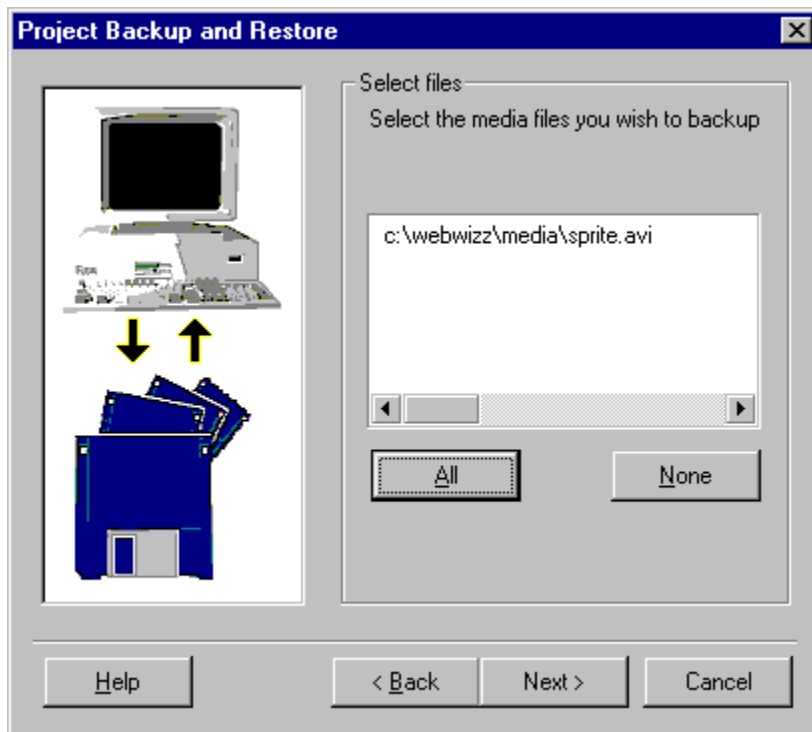 Project Backup and Restore
Select files
Select the media files you wish to backup
c:\webwizz\media\sprite.avi
All
None
Help
< Back
Next >
Cancel